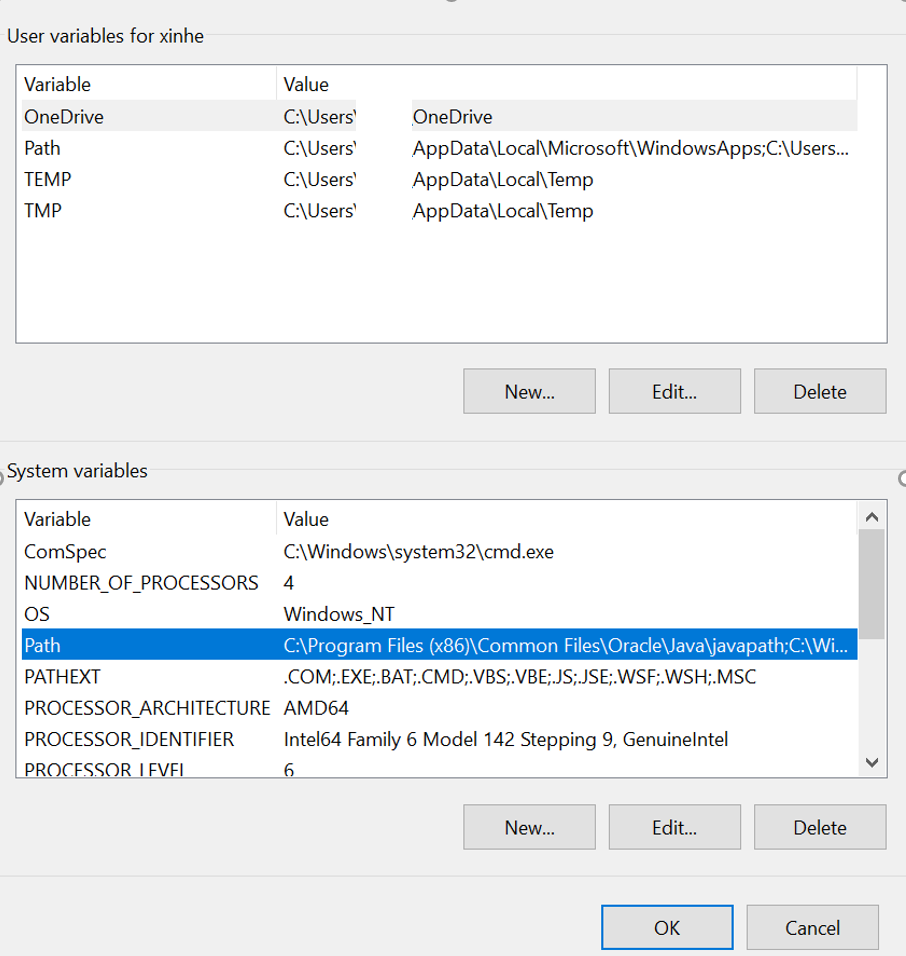 User variables for xinhe
Variable Value
OneDrive C:\Users\ OneDrive
Path C:\Users\ AppData\Local\Microsoft\WindowsApps;C:\Users...
TEMP C:\Users\ AppData\Local\Temp
TMP C:\Users\ AppData\Local\Temp
New... Edit... Delete
System variables
Variable Value
ComSpec C:\Windows\system32\cmd.exe
NUMBER_OF_PROCESSORS 4
OS Windows_NT
Path C:\Program Files (x86)\Common Files\Oracle\Java\javapath;C:\Wi...
PATHEXT .COM;.EXE;.BAT;.CMD;.VBS;.VBE;.JS;.JSE;.WSF;.WSH;.MSC
PROCESSOR_ARCHITECTURE AMD64
PROCESSOR_IDENTIFIER Intel64 Family 6 Model 142 Stepping 9, GenuineIntel
PROCESSOR_LEVEL 6
New... Edit... Delete
OK Cancel